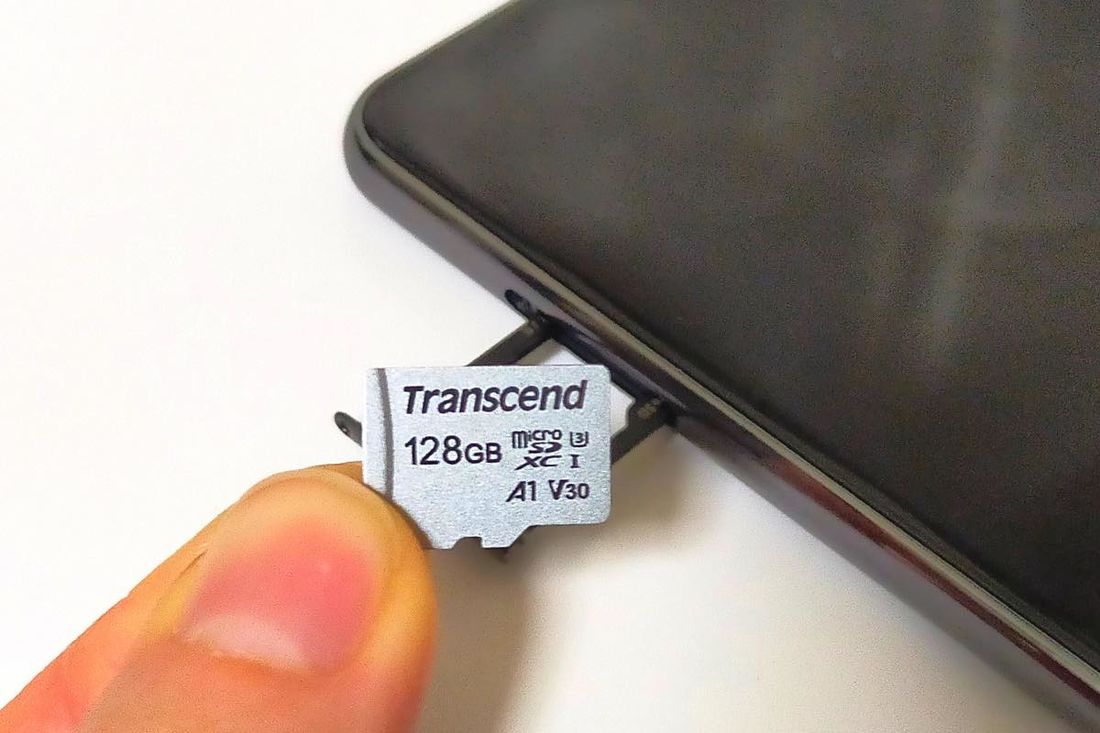 Transcend
128GB micro SD XC I U3
A1 V30